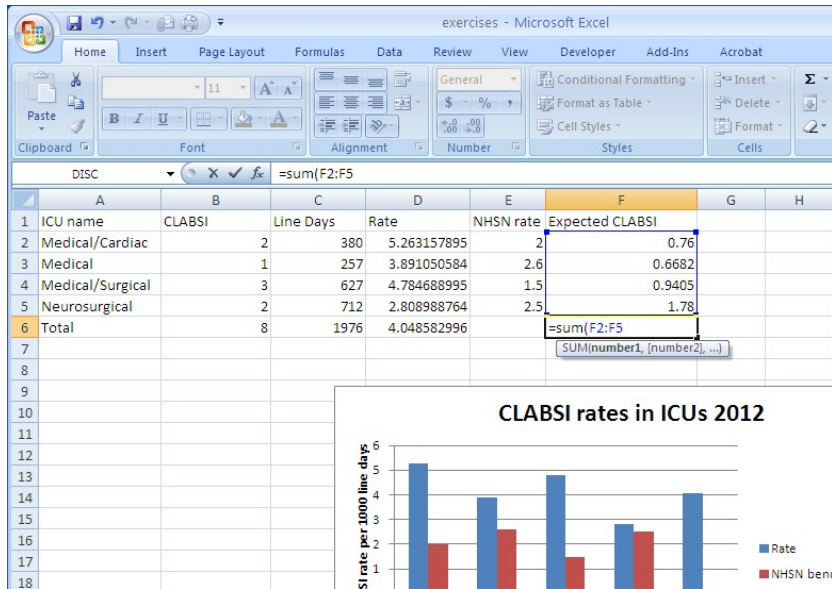 exercises - Microsoft Excel
Home Insert Page Layout Formulas Data Review View Developer Add-Ins Acrobat
Paste
11 A A
General
Conditional Formatting
Insert
Σ
B I U
A
$ % ,
Format as Table
Delete
.00 .0
Cell Styles
Format
Clipboard Font Alignment Number Styles Cells
DISC fx =sum(F2:F5
A B C D E F G H
1 ICU name CLABSI Line Days Rate NHSN rate Expected CLABSI
2 Medical/Cardiac 2 380 5.263157895 2 0.76
3 Medical 1 257 3.891050584 2.6 0.6682
4 Medical/Surgical 3 627 4.784688995 1.5 0.9405
5 Neurosurgical 2 712 2.808988764 2.5 1.78
6 Total 8 1976 4.048582996 =sum(F2:F5
7 SUM(number1, [number2], ...)
8
9
10
11
12
13
14
15
16
17
18
CLABSI rates in ICUs 2012
SI rate per 1000 line days
6
5
4
3
2
1
Rate
NHSN benc